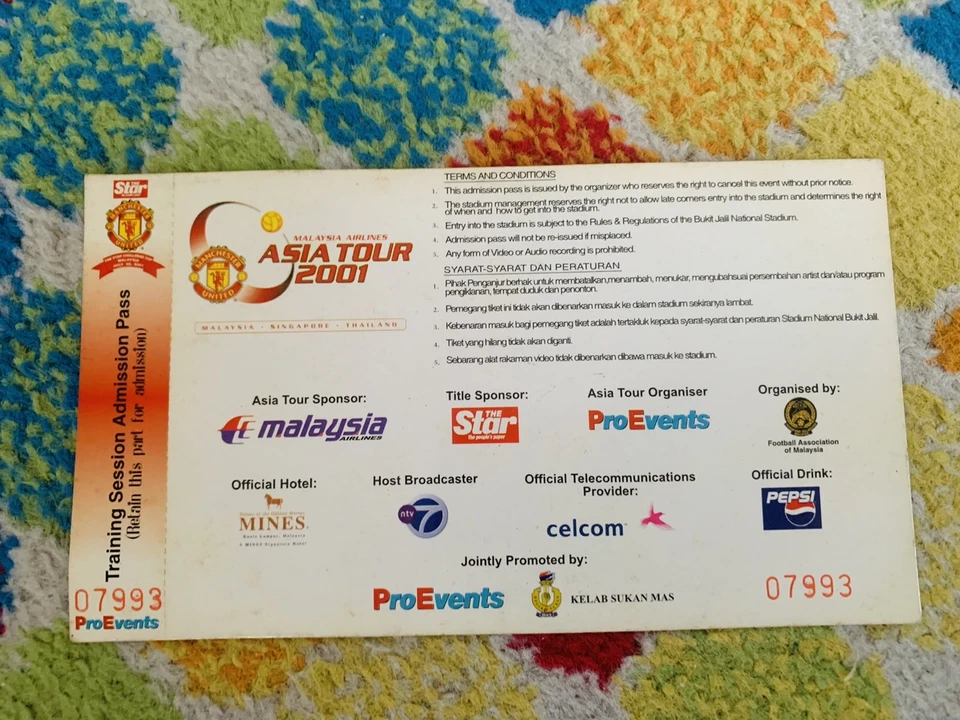 THE Star
MANCHESTER
UNITED
MALAYSIA
JULY 2001
Training Session Admission Pass
(Retain this part for admission)
07993
ProEvents
MALAYSIA AIRLINES
ASIA TOUR
2001
MANCHESTER
UNITED
MALAYSIA · SINGAPORE · THAILAND
TERMS AND CONDITIONS
1. This admission pass is issued by the organizer who reserves the right to cancel this event without prior notice.
2. The stadium management reserves the right not to allow late comers entry into the stadium and determines the right
of when and how to get into the stadium.
3. Entry into the stadium is subject to the Rules & Regulations of the Bukit Jalil National Stadium.
4. Admission pass will not be re-issued if misplaced.
5. Any form of Video or Audio recording is prohibited.
SYARAT-SYARAT DAN PERATURAN
1. Pihak Penganjur berhak untuk membatalkan,menambah, menukar, mengubahsuai persembahan artist dan/atau program
pengiklanan, tempat duduk dan penonton.
2. Pemegang tiket ini tidak akan dibenarkan masuk ke dalam stadium sekiranya lambat.
3. Kebenaran masuk bagi pemegang tiket adalah tertakluk kepada syarat-syarat dan peraturan Stadium National Bukit Jalil.
4. Tiket yang hilang tidak akan diganti.
5. Sebarang alat rakaman video tidak dibenarkan dibawa masuk ke stadium.
Asia Tour Sponsor:
malaysia
AIRLINES
Title Sponsor:
THE
Star
The people's paper
Asia Tour Organiser
ProEvents
Organised by:
Football Association
of Malaysia
Official Hotel:
MINES
Kuala Lumpur, Malaysia
A MINES Signature Hotel
Host Broadcaster
ntv7
Official Telecommunications
Provider:
celcom
Official Drink:
PEPSI
Jointly Promoted by:
ProEvents
KELAB SUKAN MAS
07993